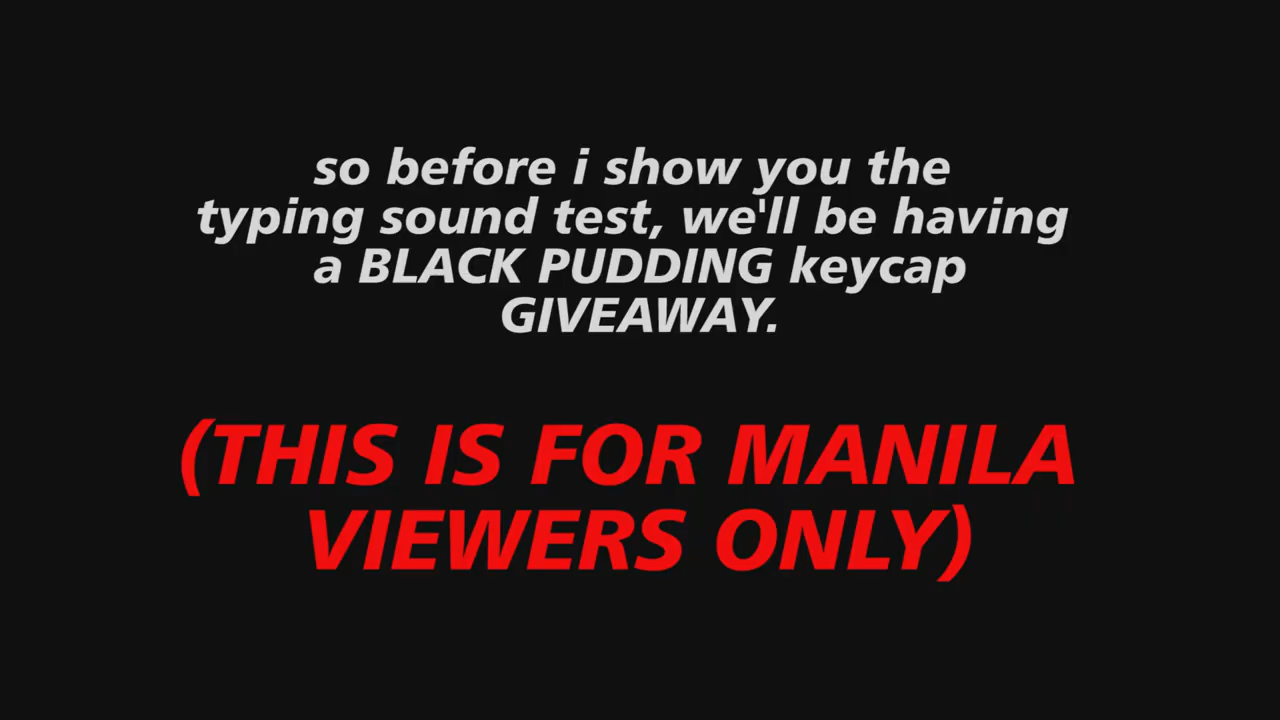 so before i show you the
typing sound test, we'll be having
a BLACK PUDDING keycap
GIVEAWAY.
(THIS IS FOR MANILA
VIEWERS ONLY)